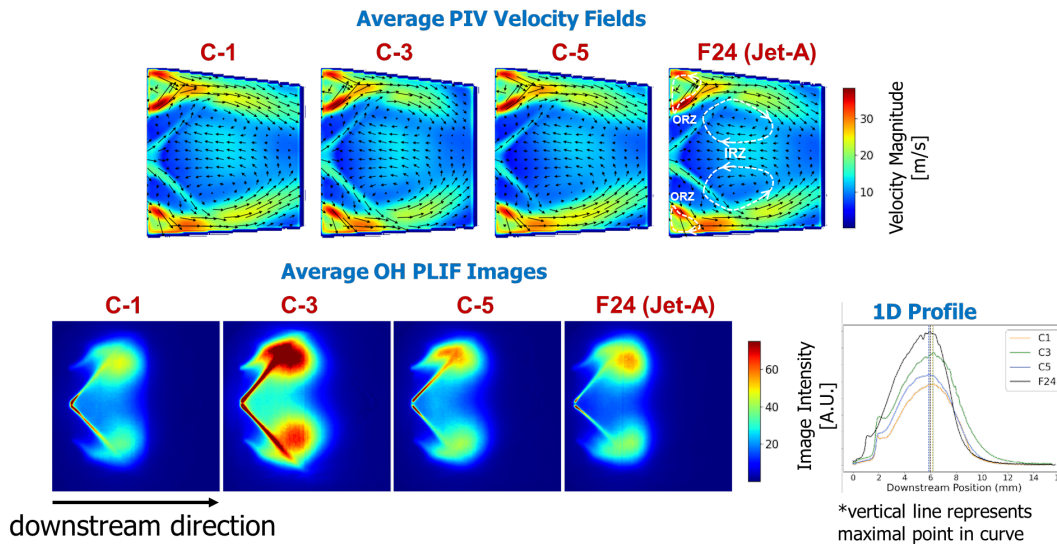 Average PIV Velocity Fields
C-1
C-3
C-5
F24 (Jet-A)
ORZ
IRZ
ORZ
30
20
10
Velocity Magnitude
[m/s]
Average OH PLIF Images
C-1
C-3
C-5
F24 (Jet-A)
60
40
20
Image Intensity
[A.U.]
1D Profile
C1
C3
C5
F24
0 2 4 6 8 10 12 14 1
Downstream Position (mm)
*vertical line represents
maximal point in curve
downstream direction